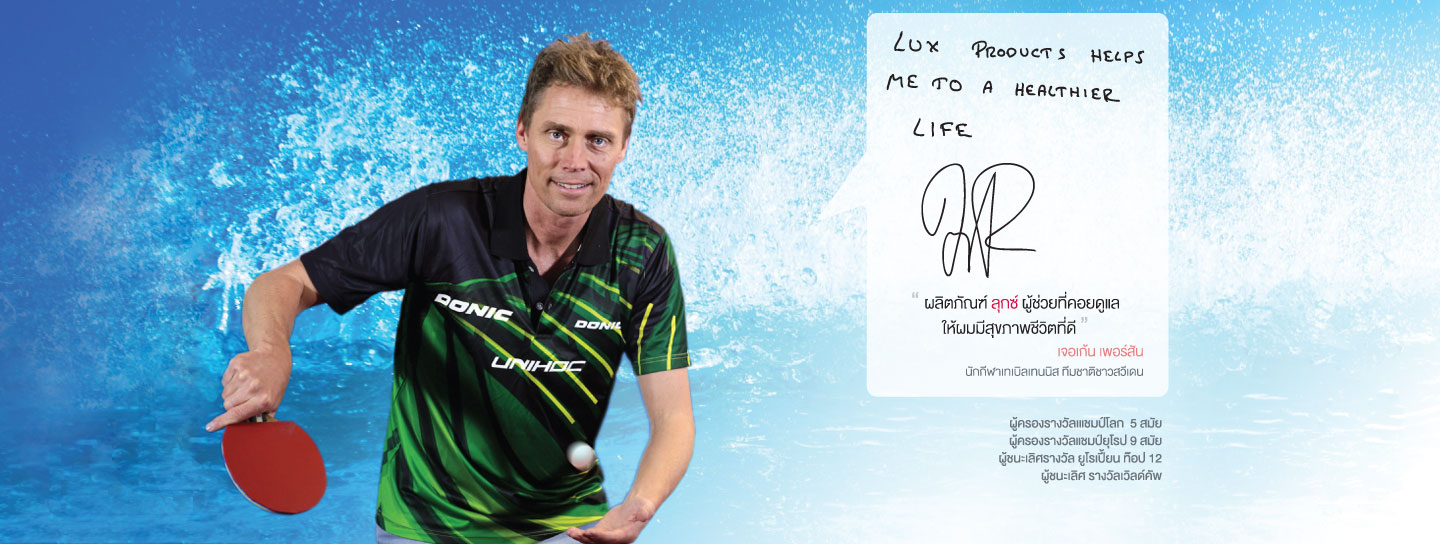 LUX PRODUCTS HELPS
ME TO A HEALTHIER
LIFE
“ ผลิตภัณฑ์ ลุกซ์ ผู้ช่วยที่คอยดูแล
ให้ผมมีสุขภาพชีวิตที่ดี ”
เจอเก้น เพอร์สัน
นักกีฬาเทเบิลเทนนิส ทีมชาติชาวสวีเดน
DONIC
DONIC
UNIHOC
ผู้ครองรางวัลแชมป์โลก 5 สมัย
ผู้ครองรางวัลแชมป์ยุโรป 9 สมัย
ผู้ชนะเลิศรางวัล ยูโรเปี้ยน ท็อป 12
ผู้ชนะเลิศ รางวัลเวิลด์คัพ